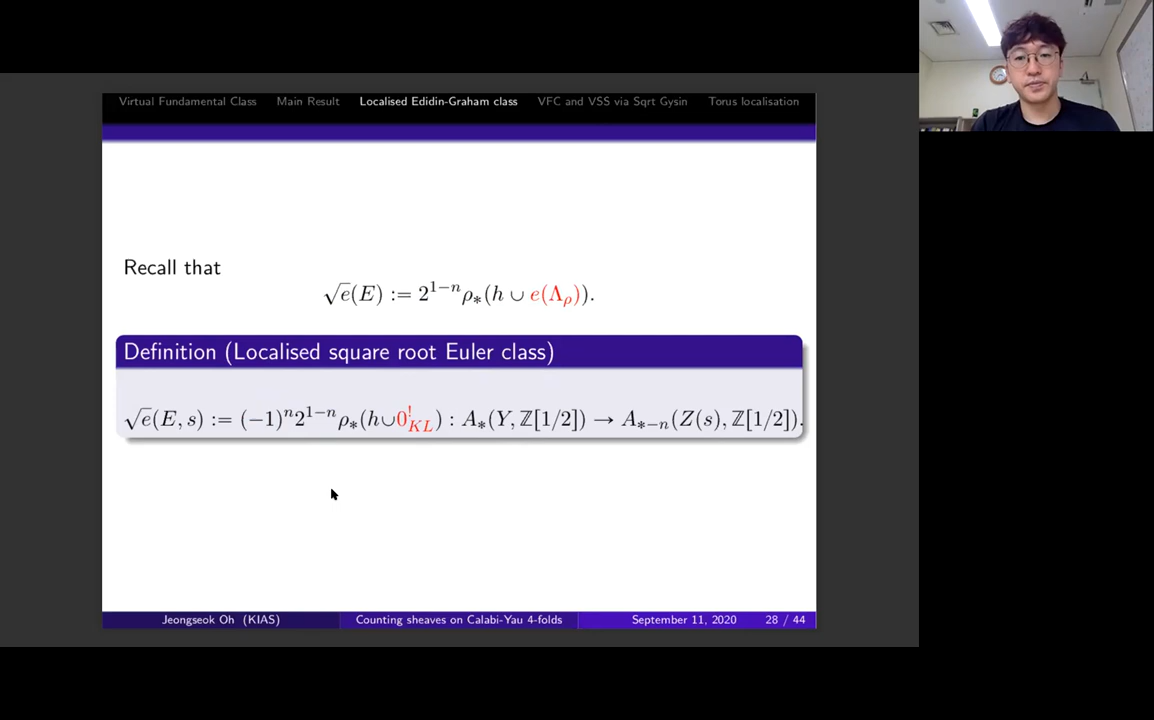 Virtual Fundamental Class Main Result Localised Edidin-Graham class VFC and VSS via Sqrt Gysin Torus localisation
Recall that
√e(E) := 2^{1−n}ρ_*(h ∪ e(Λ_ρ)).
Definition (Localised square root Euler class)
√e(E, s) := (−1)^n 2^{1−n}ρ_*(h∪0^!_{KL}) : A_*(Y, ℤ[1/2]) → A_{*−n}(Z(s), ℤ[1/2]).
Jeongseok Oh (KIAS) Counting sheaves on Calabi-Yau 4-folds September 11, 2020 28 / 44